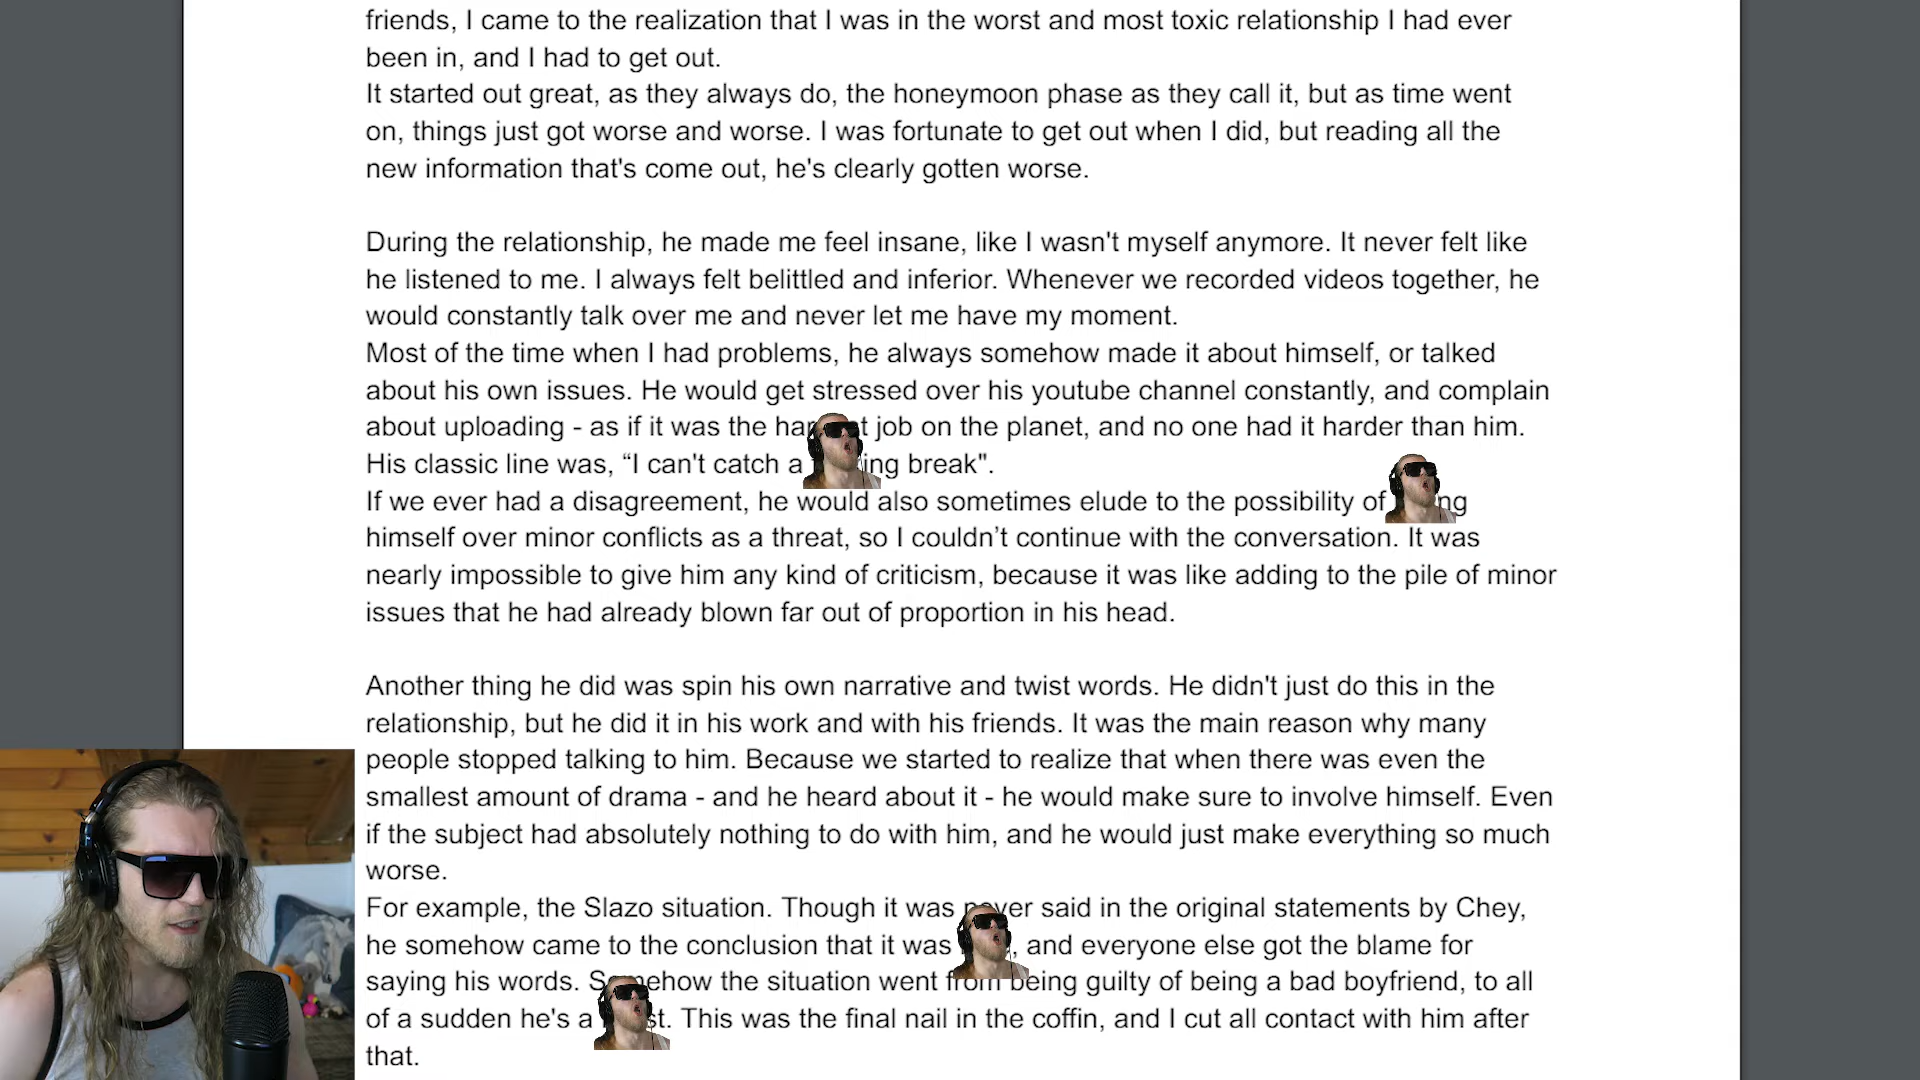 friends, I came to the realization that I was in the worst and most toxic relationship I had ever
been in, and I had to get out.
It started out great, as they always do, the honeymoon phase as they call it, but as time went
on, things just got worse and worse. I was fortunate to get out when I did, but reading all the
new information that's come out, he's clearly gotten worse.
During the relationship, he made me feel insane, like I wasn't myself anymore. It never felt like
he listened to me. I always felt belittled and inferior. Whenever we recorded videos together, he
would constantly talk over me and never let me have my moment.
Most of the time when I had problems, he always somehow made it about himself, or talked
about his own issues. He would get stressed over his youtube channel constantly, and complain
about uploading - as if it was the job on the planet, and no one had it harder than him.
His classic line was, “I can't catch a ing break".
If we ever had a disagreement, he would also sometimes elude to the possibility of ng
himself over minor conflicts as a threat, so I couldn’t continue with the conversation. It was
nearly impossible to give him any kind of criticism, because it was like adding to the pile of minor
issues that he had already blown far out of proportion in his head.
Another thing he did was spin his own narrative and twist words. He didn't just do this in the
relationship, but he did it in his work and with his friends. It was the main reason why many
people stopped talking to him. Because we started to realize that when there was even the
smallest amount of drama - and he heard about it - he would make sure to involve himself. Even
if the subject had absolutely nothing to do with him, and he would just make everything so much
worse.
For example, the Slazo situation. Though it was never said in the original statements by Chey,
he somehow came to the conclusion that it was , and everyone else got the blame for
saying his words. Somehow the situation went from being guilty of being a bad boyfriend, to all
of a sudden he's a st. This was the final nail in the coffin, and I cut all contact with him after
that.